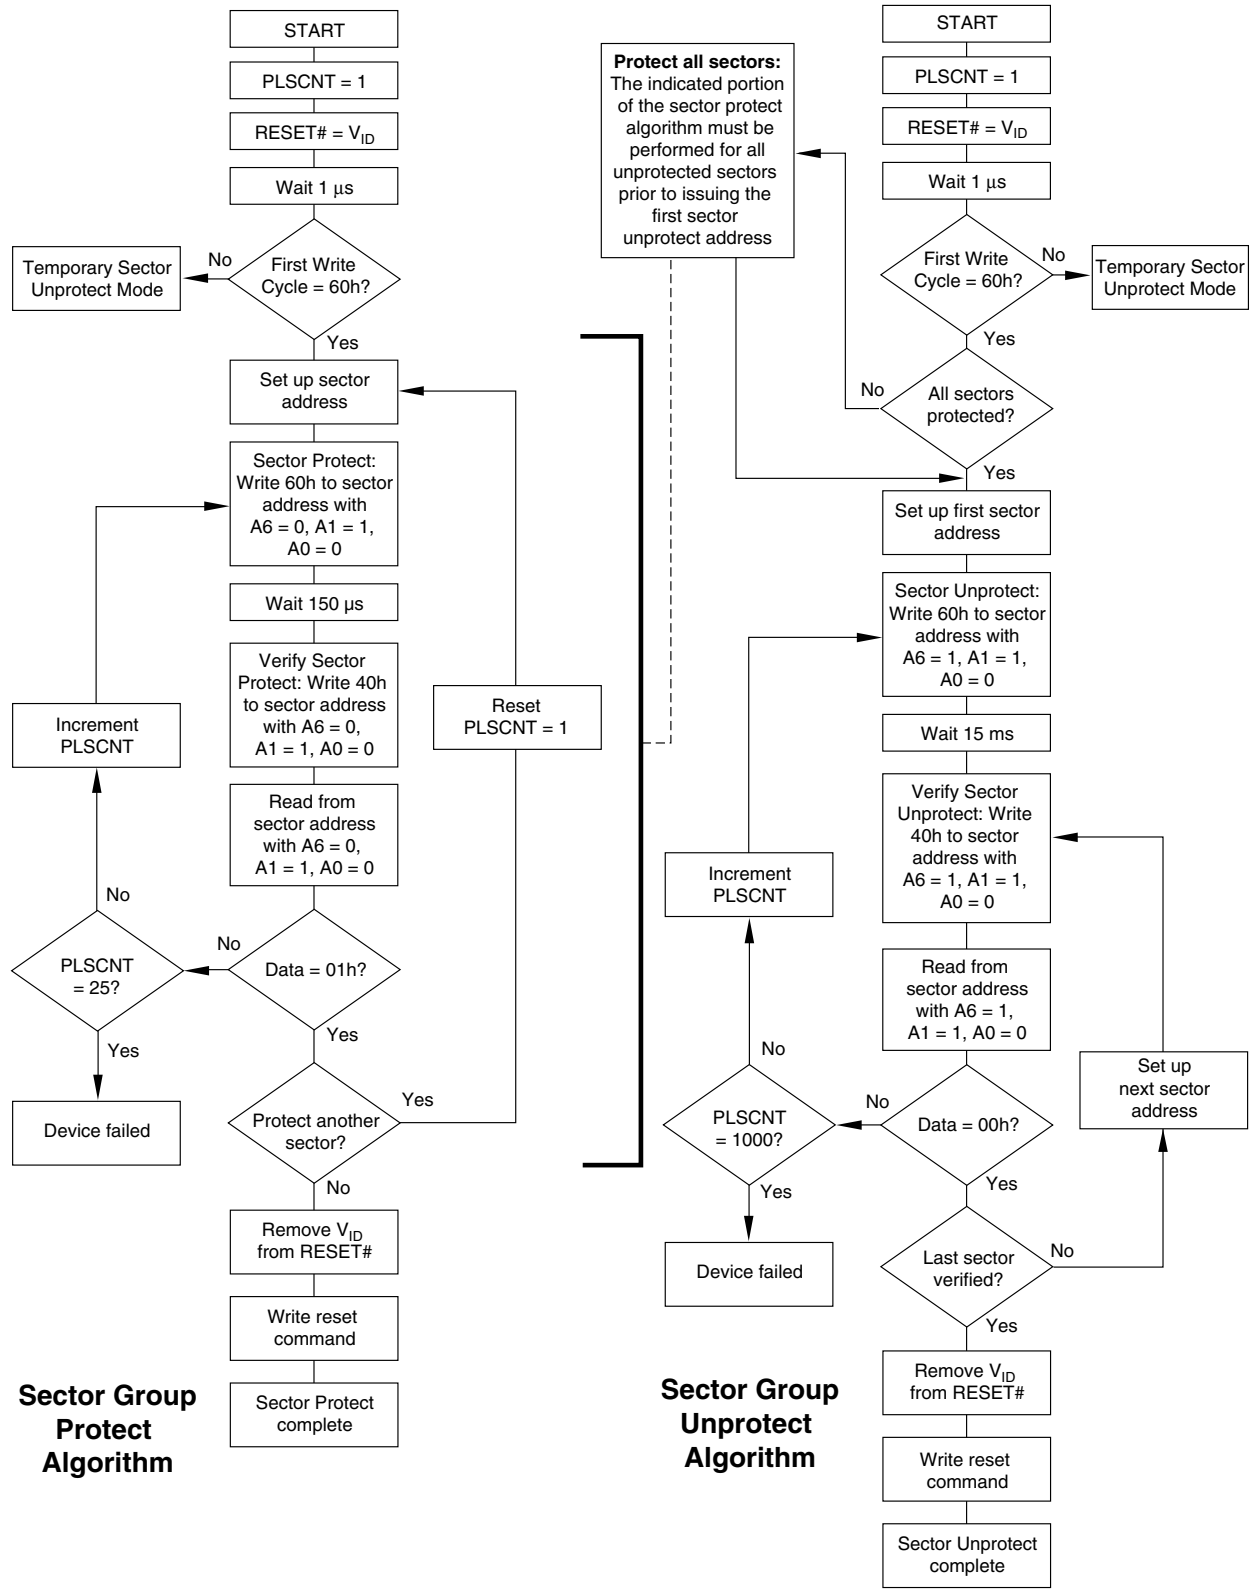 START
PLSCNT = 1
RESET# = VID
Wait 1 μs
First Write
Cycle = 60h?
No
Temporary Sector
Unprotect Mode
Yes
Set up sector
address
Sector Protect:
Write 60h to sector
address with
A6 = 0, A1 = 1,
A0 = 0
Wait 150 µs
Verify Sector
Protect: Write 40h
to sector address
with A6 = 0,
A1 = 1, A0 = 0
Reset
PLSCNT = 1
Increment
PLSCNT
Read from
sector address
with A6 = 0,
A1 = 1, A0 = 0
No
No
PLSCNT
= 25?
Data = 01h?
Yes
Yes
Device failed
Protect another
sector?
Yes
No
Remove VID
from RESET#
Write reset
command
Sector Protect
complete
Sector Group
Protect
Algorithm
Protect all sectors:
The indicated portion
of the sector protect
algorithm must be
performed for all
unprotected sectors
prior to issuing the
first sector
unprotect address
START
PLSCNT = 1
RESET# = VID
Wait 1 μs
First Write
Cycle = 60h?
No
Temporary Sector
Unprotect Mode
Yes
No
All sectors
protected?
Yes
Set up first sector
address
Sector Unprotect:
Write 60h to sector
address with
A6 = 1, A1 = 1,
A0 = 0
Wait 15 ms
Verify Sector
Unprotect: Write
40h to sector
address with
A6 = 1, A1 = 1,
A0 = 0
Increment
PLSCNT
Read from
sector address
with A6 = 1,
A1 = 1, A0 = 0
No
No
PLSCNT
= 1000?
Data = 00h?
Set up
next sector
address
Yes
Yes
Device failed
Last sector
verified?
No
Yes
Remove VID
from RESET#
Write reset
command
Sector Unprotect
complete
Sector Group
Unprotect
Algorithm